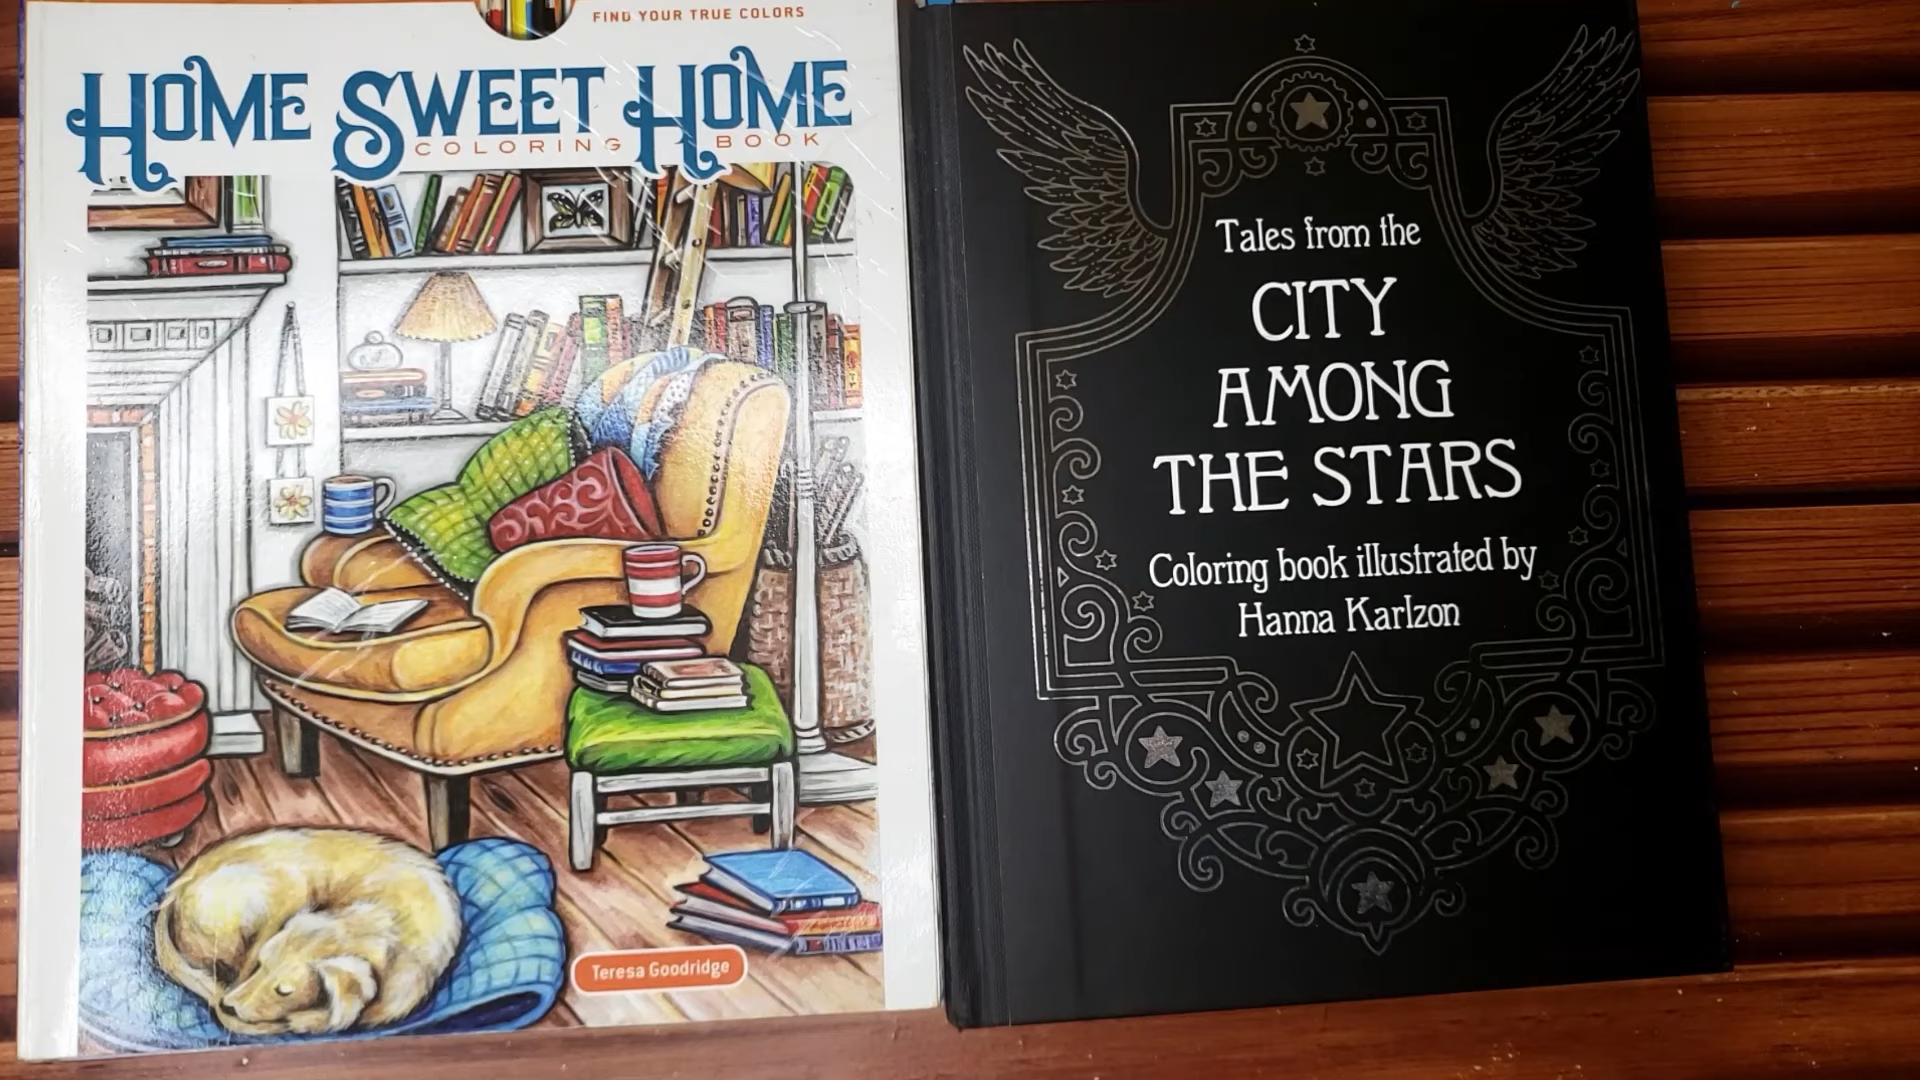 FIND YOUR TRUE COLORS
HOME SWEET HOME
COLORING BOOK
Teresa Goodridge
Tales from the
CITY
AMONG
THE STARS
Coloring book illustrated by
Hanna Karlzon